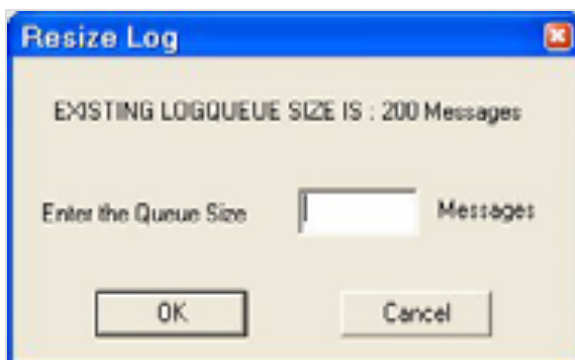 Resize Log
EXISTING LOGQUEUE SIZE IS : 200 Messages
Enter the Queue Size Messages
OK Cancel